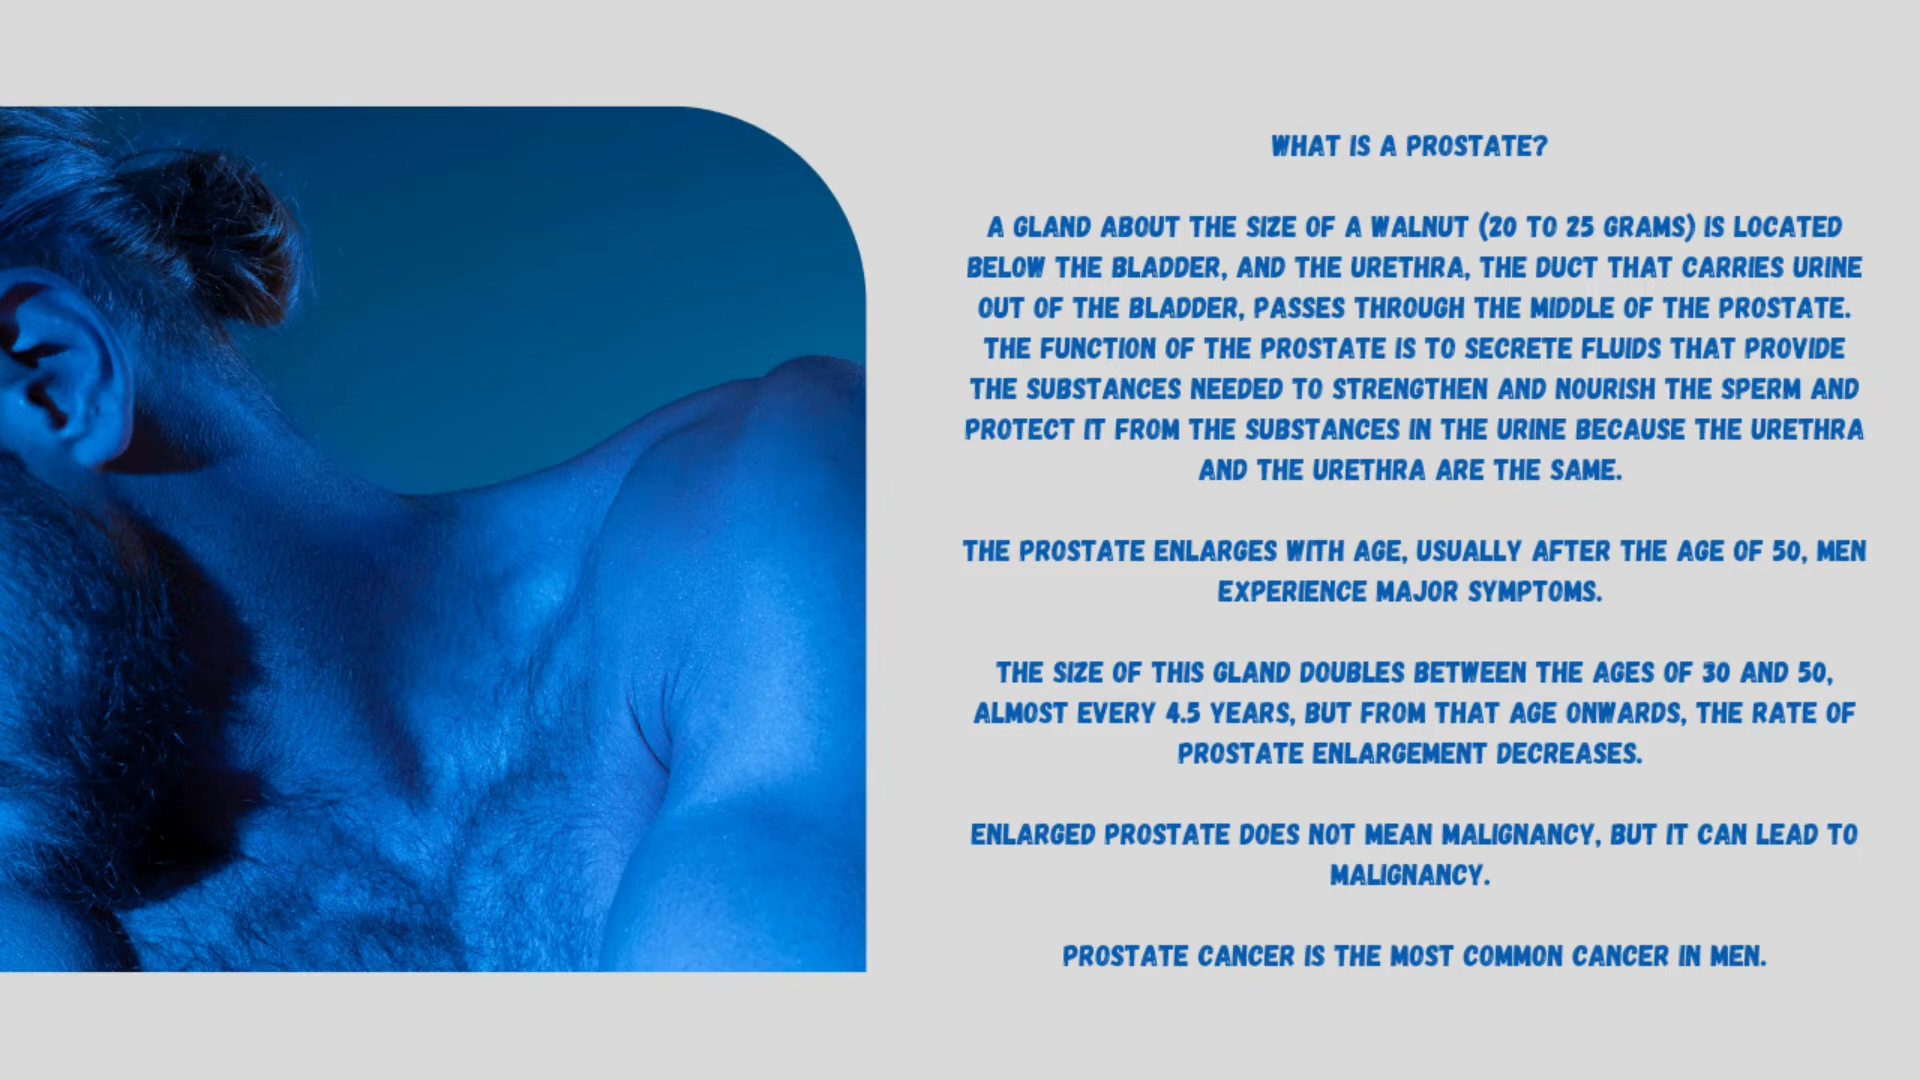 WHAT IS A PROSTATE?
A GLAND ABOUT THE SIZE OF A WALNUT (20 TO 25 GRAMS) IS LOCATED
BELOW THE BLADDER, AND THE URETHRA, THE DUCT THAT CARRIES URINE
OUT OF THE BLADDER, PASSES THROUGH THE MIDDLE OF THE PROSTATE.
THE FUNCTION OF THE PROSTATE IS TO SECRETE FLUIDS THAT PROVIDE
THE SUBSTANCES NEEDED TO STRENGTHEN AND NOURISH THE SPERM AND
PROTECT IT FROM THE SUBSTANCES IN THE URINE BECAUSE THE URETHRA
AND THE URETHRA ARE THE SAME.
THE PROSTATE ENLARGES WITH AGE, USUALLY AFTER THE AGE OF 50, MEN
EXPERIENCE MAJOR SYMPTOMS.
THE SIZE OF THIS GLAND DOUBLES BETWEEN THE AGES OF 30 AND 50,
ALMOST EVERY 4.5 YEARS, BUT FROM THAT AGE ONWARDS, THE RATE OF
PROSTATE ENLARGEMENT DECREASES.
ENLARGED PROSTATE DOES NOT MEAN MALIGNANCY, BUT IT CAN LEAD TO
MALIGNANCY.
PROSTATE CANCER IS THE MOST COMMON CANCER IN MEN.